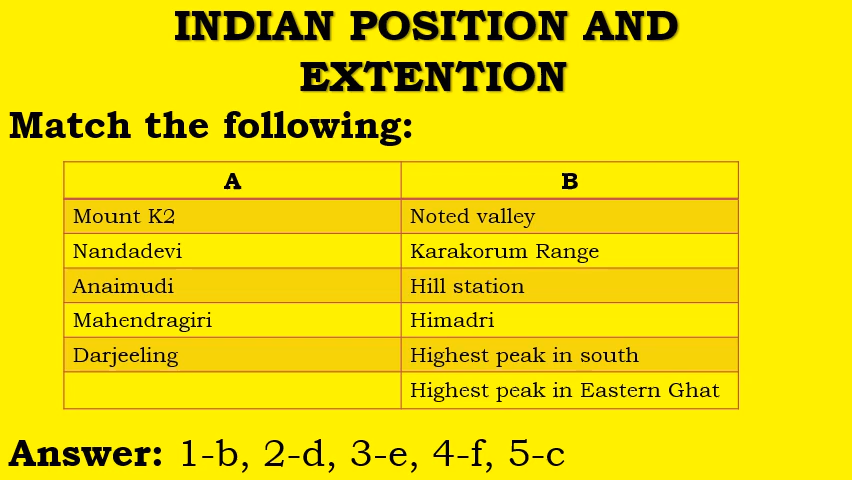 INDIAN POSITION AND
EXTENTION
Match the following:
A B
Mount K2 Noted valley
Nandadevi Karakorum Range
Anaimudi Hill station
Mahendragiri Himadri
Darjeeling Highest peak in south
Highest peak in Eastern Ghat
Answer: 1-b, 2-d, 3-e, 4-f, 5-c